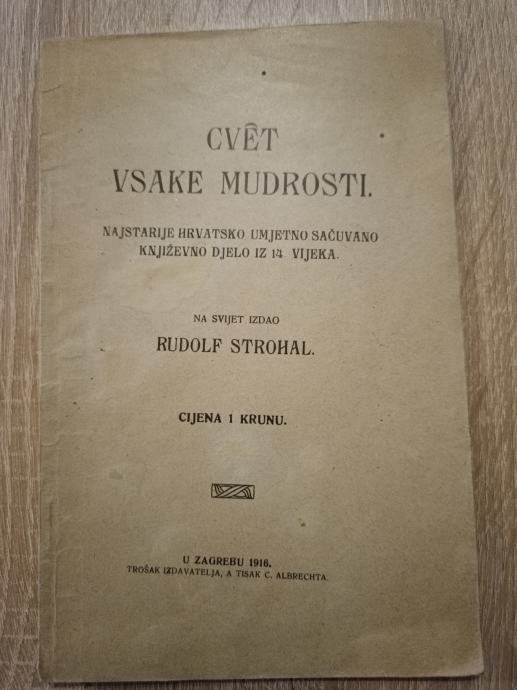 CVÊT
VSAKE MUDROSTI.
NAJSTARIJE HRVATSKO UMJETNO SAČUVANO
KNJIŽEVNO DJELO IZ 14 VIJEKA.
NA SVIJET IZDAO
RUDOLF STROHAL.
CIJENA 1 KRUNU.
U ZAGREBU 1916.
TROŠAK IZDAVATELJA, A TISAK C. ALBRECHTA.